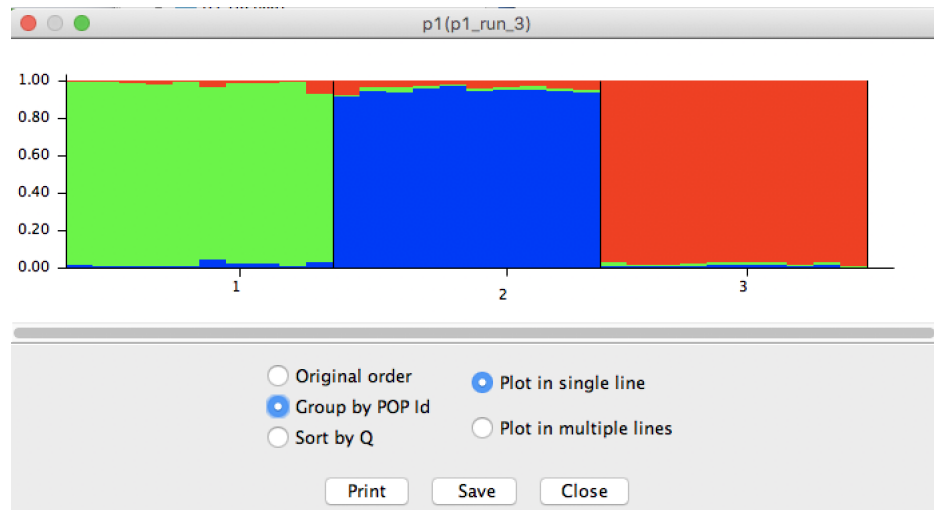 p1(p1_run_3)
1.00
0.80
0.60
0.40
0.20
0.00
1 2 3
Original order
Group by POP Id
Sort by Q
Plot in single line
Plot in multiple lines
Print Save Close